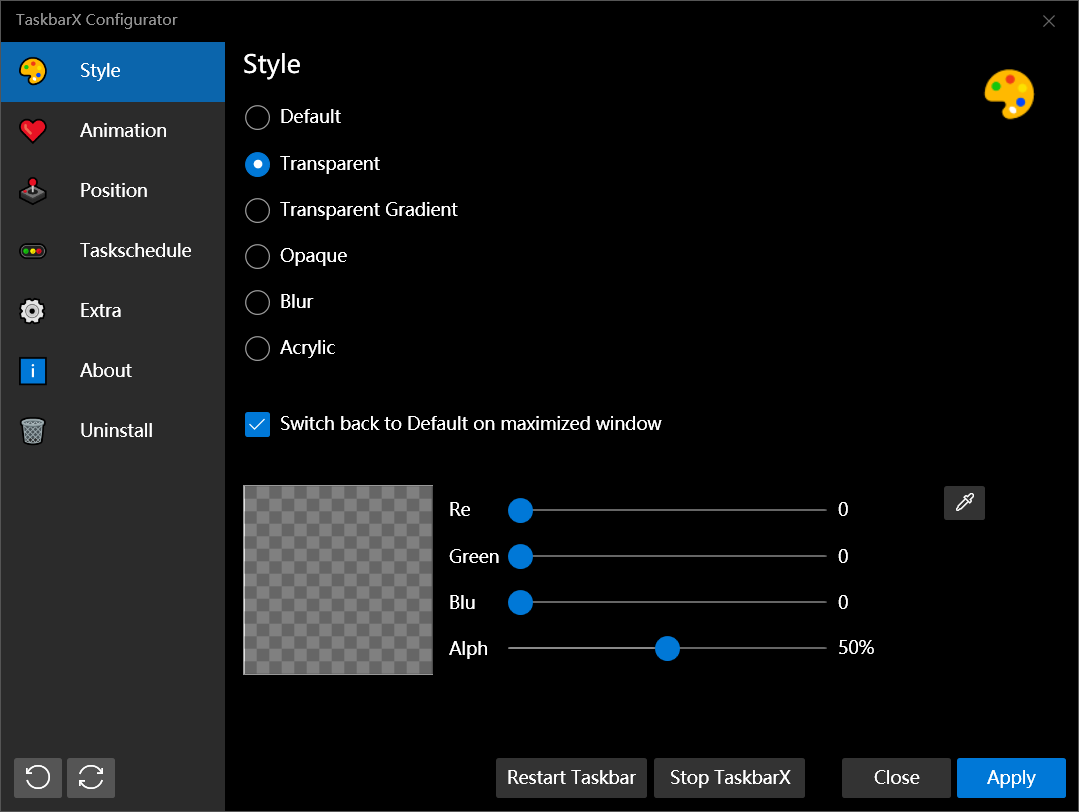 TaskbarX Configurator
Style
Animation
Position
Taskschedule
Extra
i
About
Uninstall
Style
Default
Transparent
Transparent Gradient
Opaque
Blur
Acrylic
Switch back to Default on maximized window
Re 0
Green 0
Blu 0
Alph 50%
Restart Taskbar
Stop TaskbarX
Close
Apply